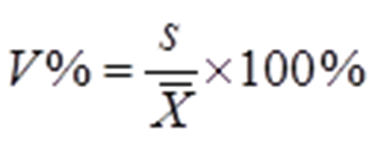 V% = s / X̄ ×100%